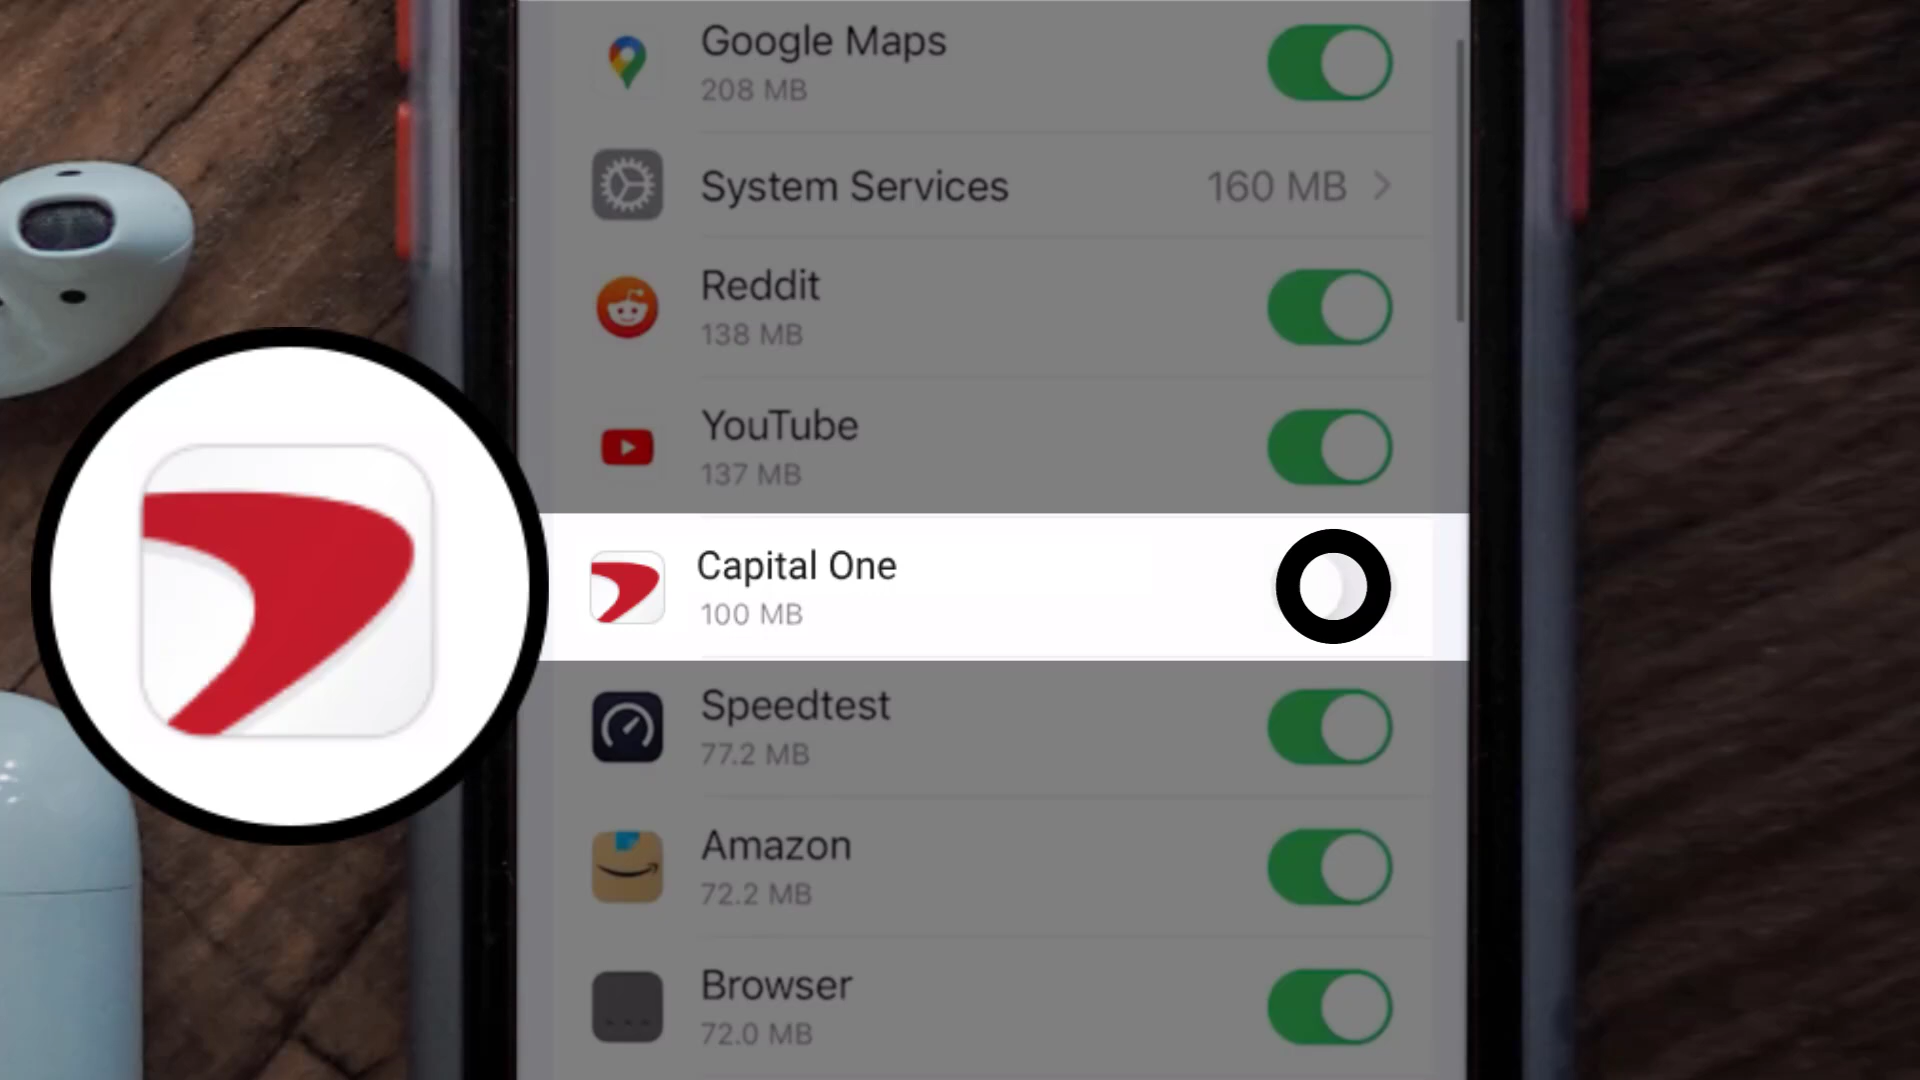 Google Maps
208 MB
System Services 160 MB
Reddit
138 MB
YouTube
137 MB
Capital One
100 MB
Speedtest
77.2 MB
Amazon
72.2 MB
Browser
72.0 MB